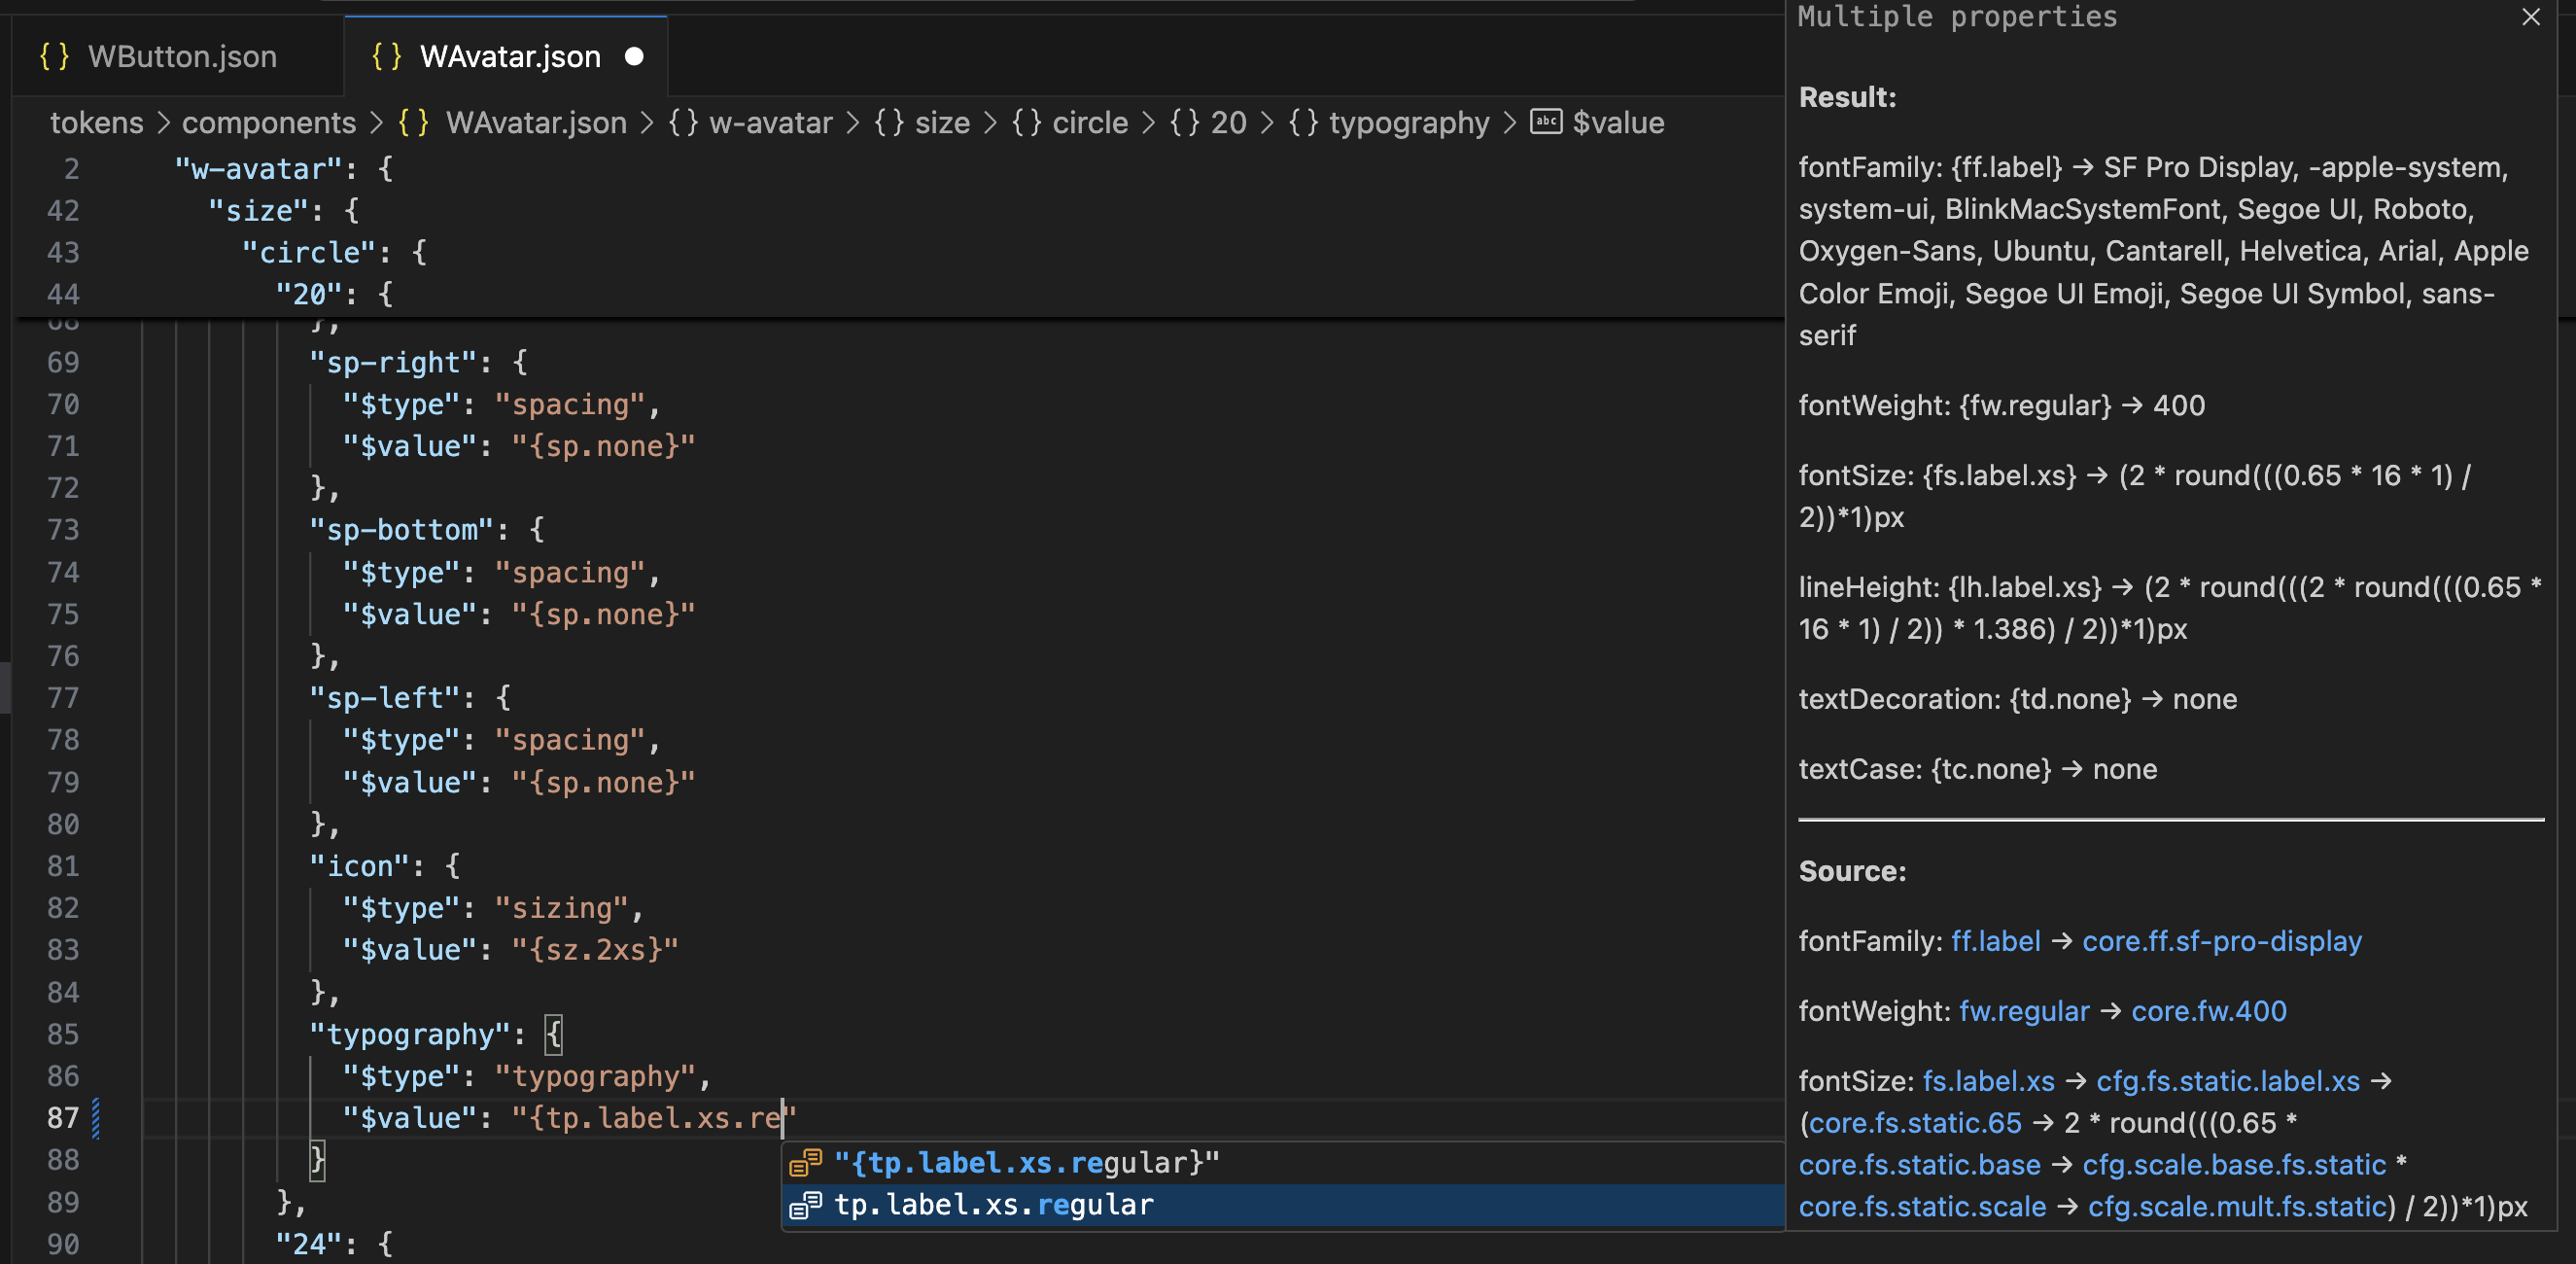 { } WButton.json
{ } WAvatar.json ●
tokens > components > { } WAvatar.json > { } w-avatar > { } size > { } circle > { } 20 > { } typography > abc $value
2 "w-avatar": {
42 "size": {
43 "circle": {
44 "20": {
68 },
69 "sp-right": {
70 "$type": "spacing",
71 "$value": "{sp.none}"
72 },
73 "sp-bottom": {
74 "$type": "spacing",
75 "$value": "{sp.none}"
76 },
77 "sp-left": {
78 "$type": "spacing",
79 "$value": "{sp.none}"
80 },
81 "icon": {
82 "$type": "sizing",
83 "$value": "{sz.2xs}"
84 },
85 "typography": {
86 "$type": "typography",
87 "$value": "{tp.label.xs.re"
88 }
89 },
90 "24": {
"{tp.label.xs.regular}"
tp.label.xs.regular
Multiple properties
Result:
fontFamily: {ff.label} → SF Pro Display, -apple-system,
system-ui, BlinkMacSystemFont, Segoe UI, Roboto,
Oxygen-Sans, Ubuntu, Cantarell, Helvetica, Arial, Apple
Color Emoji, Segoe UI Emoji, Segoe UI Symbol, sans-
serif
fontWeight: {fw.regular} → 400
fontSize: {fs.label.xs} → (2 * round(((0.65 * 16 * 1) /
2))*1)px
lineHeight: {lh.label.xs} → (2 * round(((2 * round(((0.65 *
16 * 1) / 2)) * 1.386) / 2))*1)px
textDecoration: {td.none} → none
textCase: {tc.none} → none
Source:
fontFamily: ff.label → core.ff.sf-pro-display
fontWeight: fw.regular → core.fw.400
fontSize: fs.label.xs → cfg.fs.static.label.xs →
(core.fs.static.65 → 2 * round(((0.65 *
core.fs.static.base → cfg.scale.base.fs.static *
core.fs.static.scale → cfg.scale.mult.fs.static) / 2))*1)px